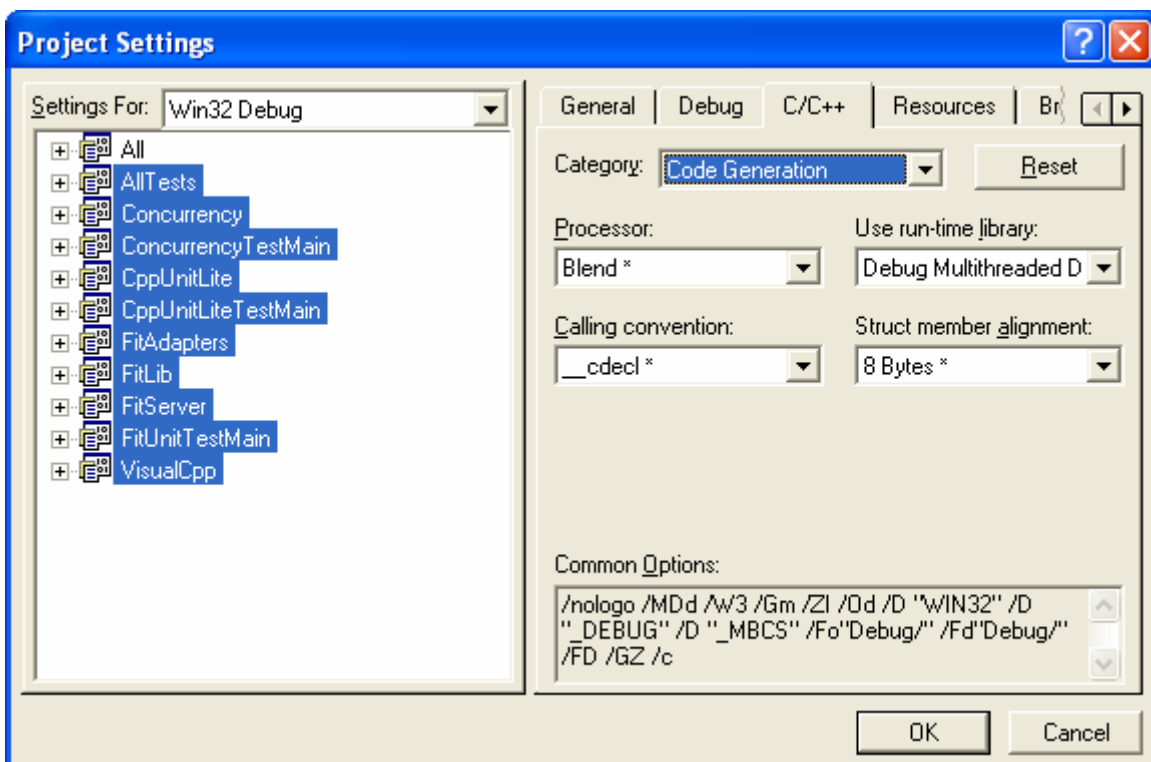 Project Settings
Settings For: Win32 Debug
All
AllTests
Concurrency
ConcurrencyTestMain
CppUnitLite
CppUnitLiteTestMain
FitAdapters
FitLib
FitServer
FitUnitTestMain
VisualCpp
General Debug C/C++ Resources Br
Category: Code Generation Reset
Processor: Use run-time library:
Blend * Debug Multithreaded D
Calling convention: Struct member alignment:
__cdecl * 8 Bytes *
Common Options:
/nologo /MDd /W3 /Gm /ZI /Od /D "WIN32" /D
"_DEBUG" /D "_MBCS" /Fo"Debug/" /Fd"Debug/"
/FD /GZ /c
OK Cancel